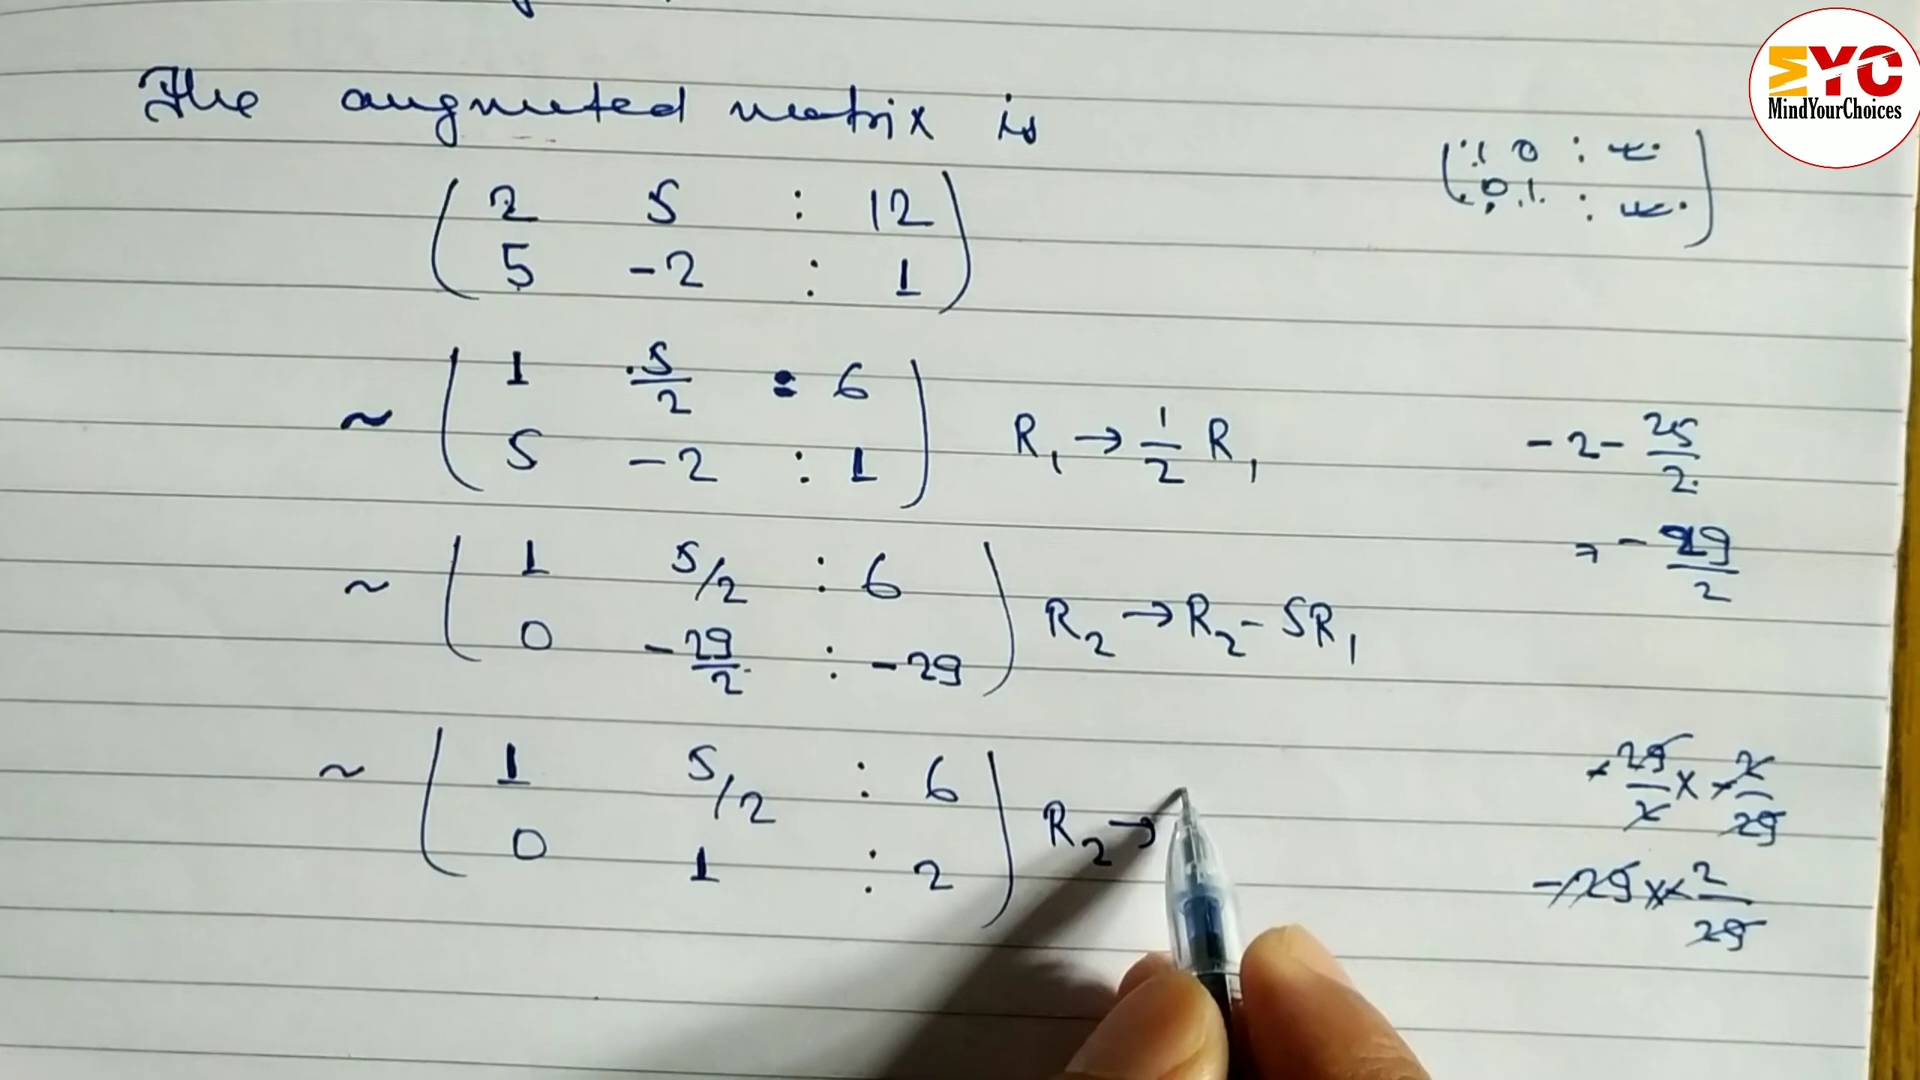 MYC
MindYourChoices
The augmented matrix is
( 2 5 : 12 )
( 5 -2 : 1 )
( 1 0 : )
( 0 1 : )
~ ( 1 5/2 : 6 )
( 5 -2 : 1 ) R₁ → 1/2 R₁
- 2 - 25/2
= - 29/2
~ ( 1 5/2 : 6 )
( 0 -29/2 : -29 ) R₂ → R₂ - 5R₁
~ ( 1 5/2 : 6 )
( 0 1 : 2 ) R₂ →
- 29/2 × - 2/29
- 29 × - 2/29